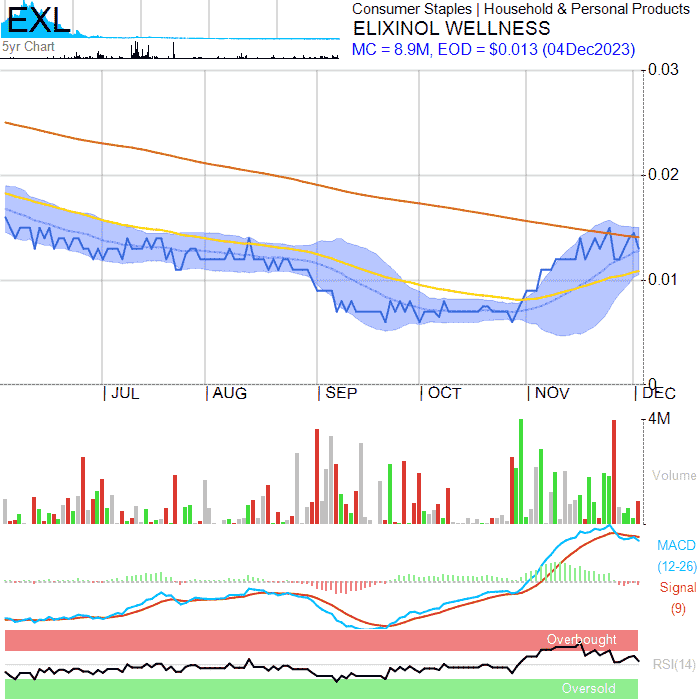 EXL
5yr Chart
Consumer Staples | Household & Personal Products
ELIXINOL WELLNESS
MC = 8.9M, EOD = $0.013 (04Dec2023)
0.03
0.02
0.01
0
JUL AUG SEP OCT NOV DEC
4M
Volume
MACD
(12-26)
Signal
(9)
Overbought
RSI(14)
Oversold